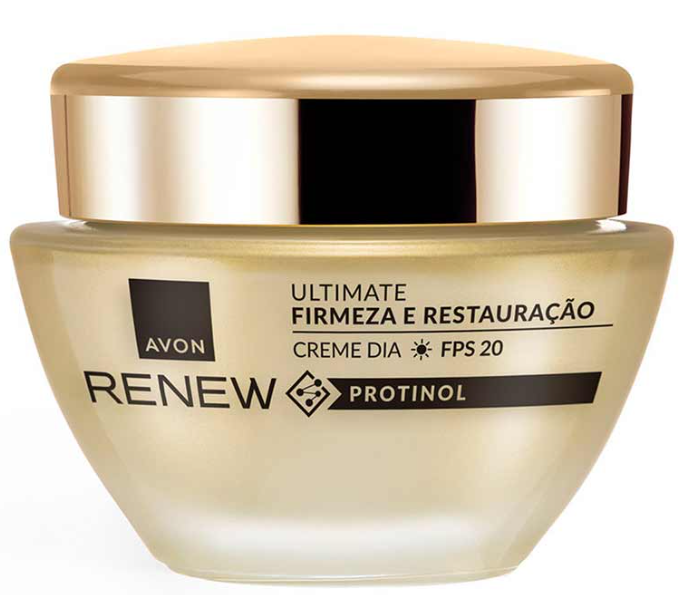 AVON
RENEW
ULTIMATE
FIRMEZA E RESTAURAÇÃO
CREME DIA FPS 20
PROTINOL